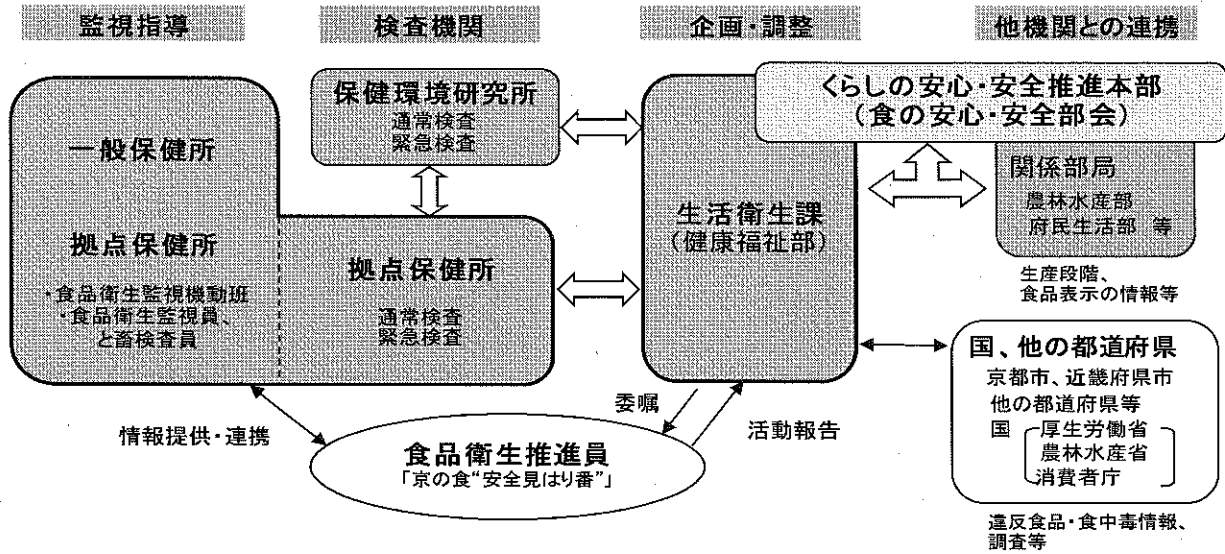 監視指導
検査機関
企画・調整
他機関との連携
一般保健所
拠点保健所
・食品衛生監視機動班
・食品衛生監視員、
と畜検査員
保健環境研究所
通常検査
緊急検査
拠点保健所
通常検査
緊急検査
生活衛生課
(健康福祉部)
くらしの安心・安全推進本部
(食の安心・安全部会)
関係部局
農林水産部
府民生活部 等
生産段階、
食品表示の情報等
国、他の都道府県
京都市、近畿府県市
他の都道府県等
国 厚生労働省
農林水産省
消費者庁
違反食品・食中毒情報、
調査等
情報提供・連携
委嘱
活動報告
食品衛生推進員
「京の食“安全見はり番”」